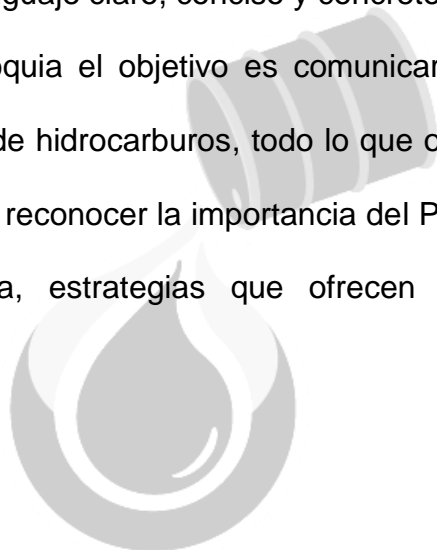 guaje claro, conciso y concreto
oquia el objetivo es comunicar
de hidrocarburos, todo lo que
reconocer la importancia del P
a, estrategias que ofrecen